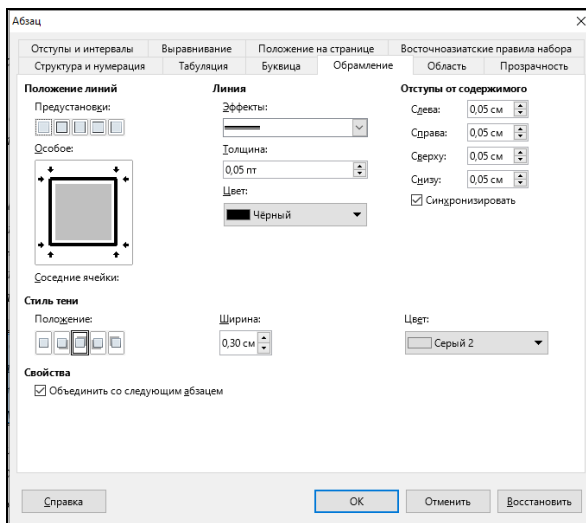 Абзац
Отступы и интервалы Выравнивание Положение на странице Восточноазиатские правила набора
Структура и нумерация Табуляция Буквица Обрамление Область Прозрачность
Положение линий
Предустановки:
Особое:
Соседние ячейки:
Линия
Эффекты:
Толщина:
0,05 пт
Цвет:
Чёрный
Отступы от содержимого
Слева: 0,05 см
Справа: 0,05 см
Сверху: 0,05 см
Снизу: 0,05 см
Синхронизировать
Стиль тени
Положение: Ширина: Цвет:
0,30 см Серый 2
Свойства
Объединить со следующим абзацем
Справка ОК Отменить Восстановить